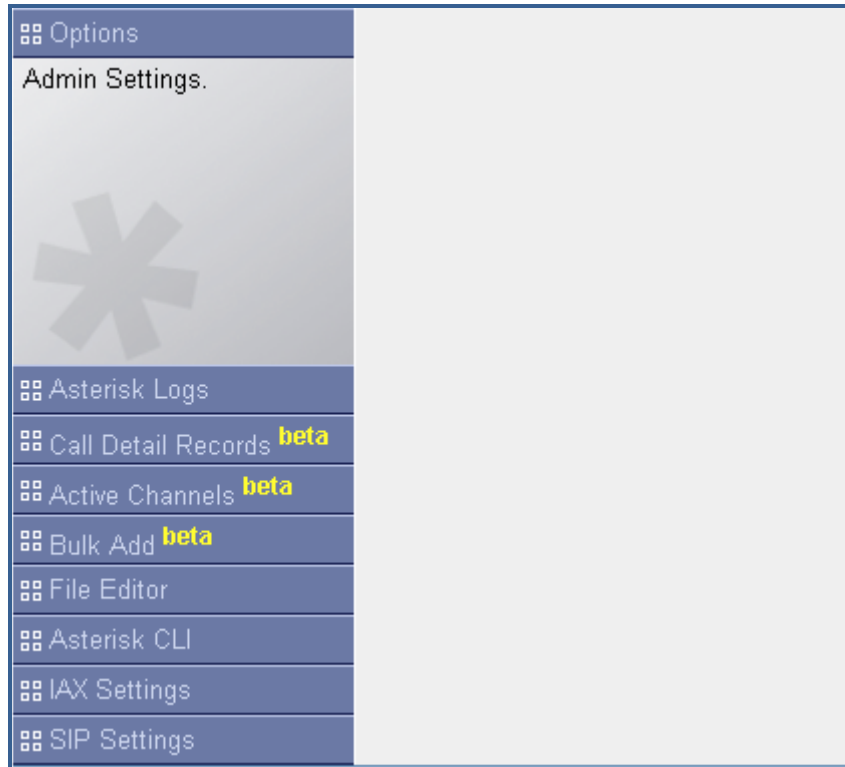 Options
Admin Settings.
Asterisk Logs
Call Detail Records beta
Active Channels beta
Bulk Add beta
File Editor
Asterisk CLI
IAX Settings
SIP Settings